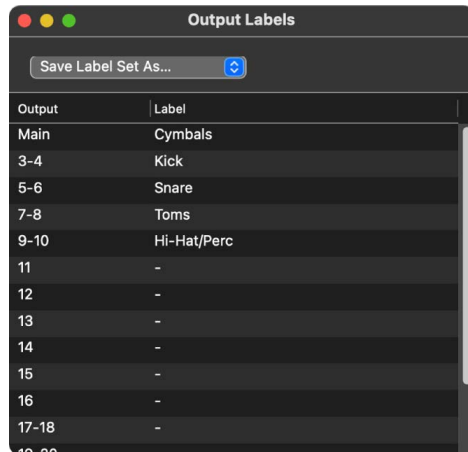 Output Labels
Save Label Set As...
Output Label
Main Cymbals
3-4 Kick
5-6 Snare
7-8 Toms
9-10 Hi-Hat/Perc
11 -
12 -
13 -
14 -
15 -
16 -
17-18 -